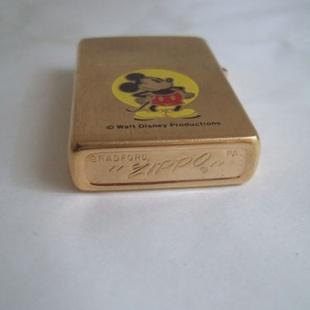 © Walt Disney Productions
BRADFORD, PA.
"ZIPPO"
®